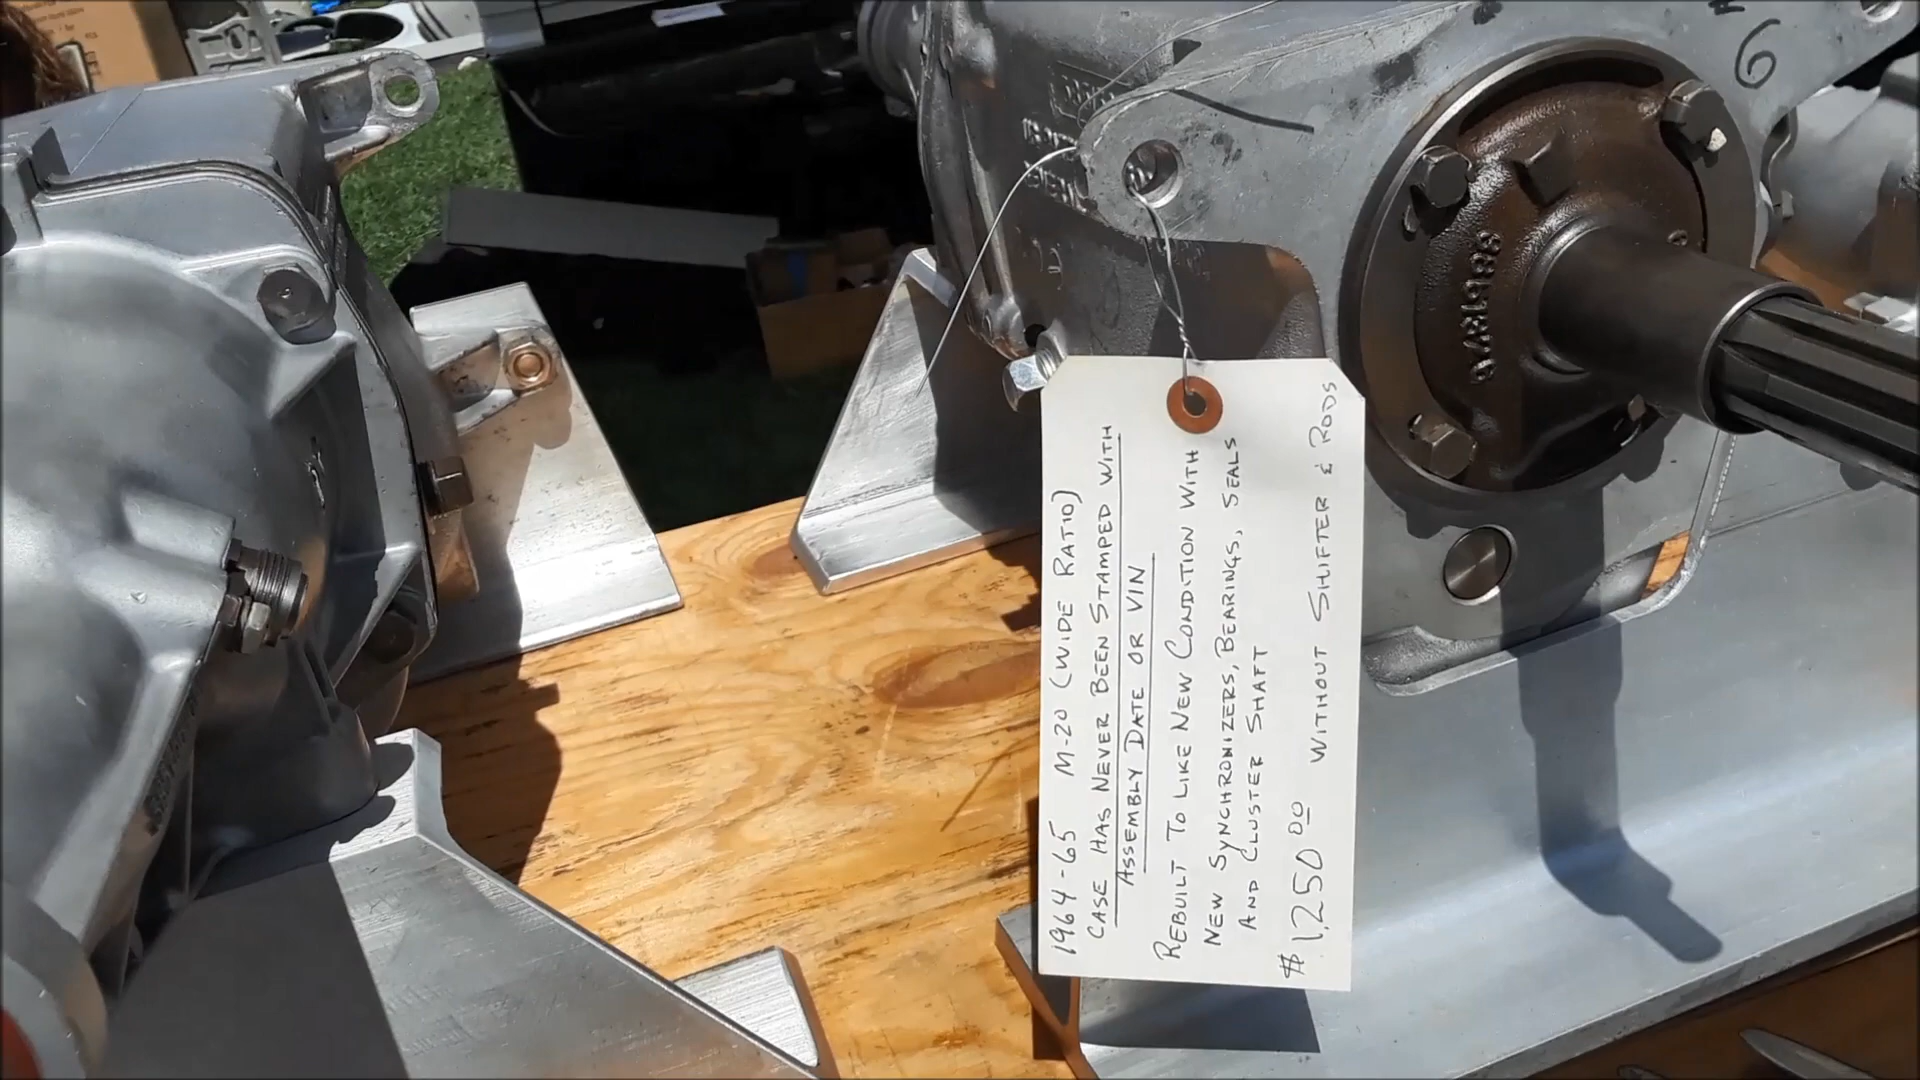 1964-65 M-20 (WIDE RATIO)
CASE HAS NEVER BEEN STAMPED WITH
ASSEMBLY DATE OR VIN
REBUILT TO LIKE NEW CONDITION WITH
NEW SYNCHRONIZERS, BEARINGS, SEALS
AND CLUSTER SHAFT
$1,250.00 WITHOUT SHIFTER & RODS
6